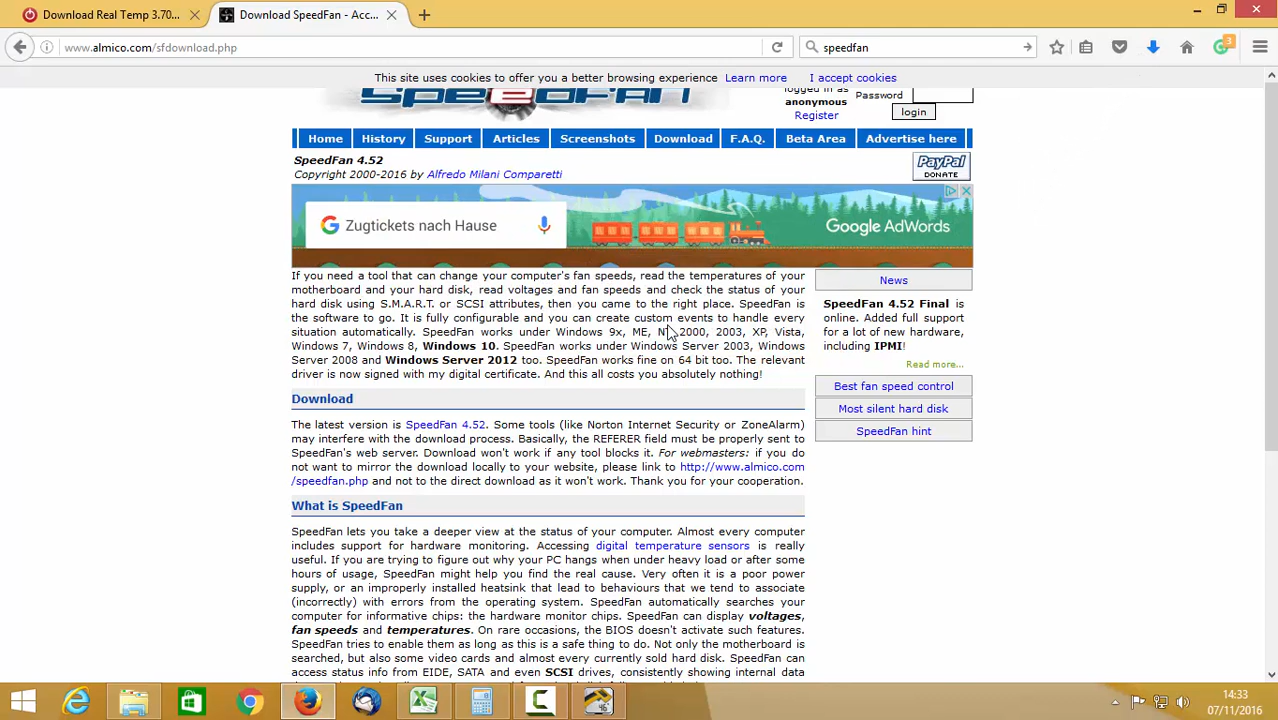 Download Real Temp 3.70...
Download SpeedFan - Acc...
www.almico.com/sfdownload.php
speedfan
3
This site uses cookies to offer you a better browsing experience Learn more I accept cookies
SPEEDFAN
logged in as
anonymous
Register
Password
login
Home History Support Articles Screenshots Download F.A.Q. Beta Area Advertise here
SpeedFan 4.52
Copyright 2000-2016 by Alfredo Milani Comparetti
PayPal
DONATE
Zugtickets nach Hause
Google AdWords
If you need a tool that can change your computer's fan speeds, read the temperatures of your
motherboard and your hard disk, read voltages and fan speeds and check the status of your
hard disk using S.M.A.R.T. or SCSI attributes, then you came to the right place. SpeedFan is
the software to go. It is fully configurable and you can create custom events to handle every
situation automatically. SpeedFan works under Windows 9x, ME, 2000, 2003, XP, Vista,
Windows 7, Windows 8, Windows 10. SpeedFan works under Windows Server 2003, Windows
Server 2008 and Windows Server 2012 too. SpeedFan works fine on 64 bit too. The relevant
driver is now signed with my digital certificate. And this all costs you absolutely nothing!
News
SpeedFan 4.52 Final is
online. Added full support
for a lot of new hardware,
including IPMI!
Read more...
Best fan speed control
Most silent hard disk
SpeedFan hint
Download
The latest version is SpeedFan 4.52. Some tools (like Norton Internet Security or ZoneAlarm)
may interfere with the download process. Basically, the REFERER field must be properly sent to
SpeedFan's web server. Download won't work if any tool blocks it. For webmasters: if you do
not want to mirror the download locally to your website, please link to http://www.almico.com
/speedfan.php and not to the direct download as it won't work. Thank you for your cooperation.
What is SpeedFan
SpeedFan lets you take a deeper view at the status of your computer. Almost every computer
includes support for hardware monitoring. Accessing digital temperature sensors is really
useful. If you are trying to figure out why your PC hangs when under heavy load or after some
hours of usage, SpeedFan might help you find the real cause. Very often it is a poor power
supply, or an improperly installed heatsink that lead to behaviours that we tend to associate
(incorrectly) with errors from the operating system. SpeedFan automatically searches your
computer for informative chips: the hardware monitor chips. SpeedFan can display voltages,
fan speeds and temperatures. On rare occasions, the BIOS doesn't activate such features.
SpeedFan tries to enable them as long as this is a safe thing to do. Not only the motherboard is
searched, but also some video cards and almost every currently sold hard disk. SpeedFan can
access status info from EIDE, SATA and even SCSI drives, consistently showing internal data
14:33
07/11/2016